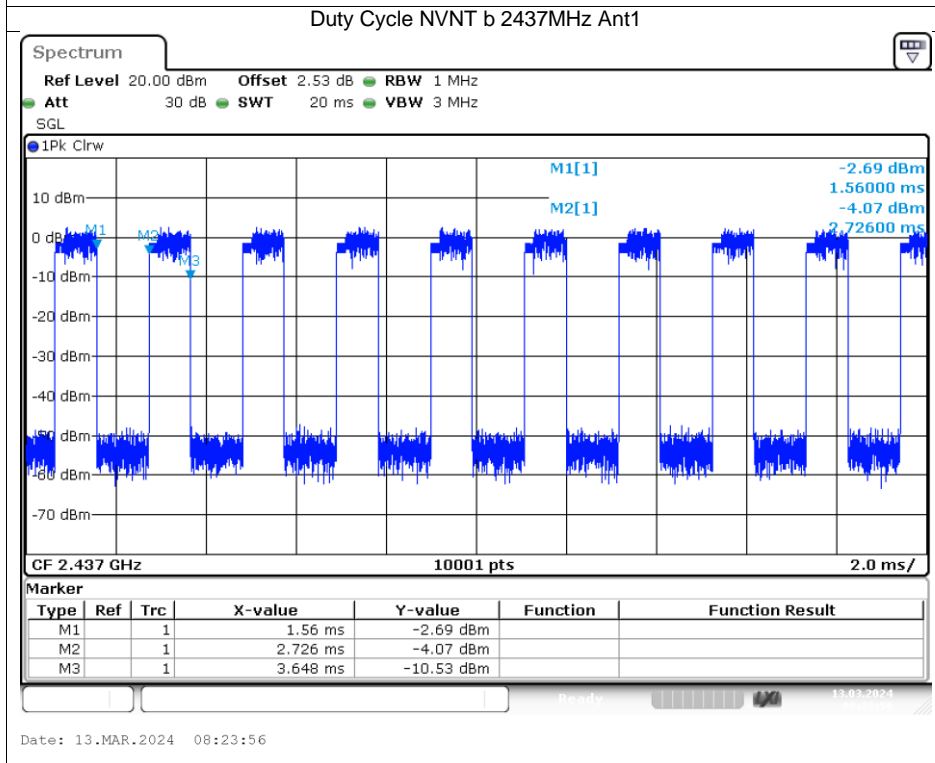 Duty Cycle NVNT b 2437MHz Ant1
Spectrum
Ref Level 20.00 dBm Offset 2.53 dB RBW 1 MHz
Att 30 dB SWT 20 ms VBW 3 MHz
SGL
1Pk Clrw
M1[1] -2.69 dBm
1.56000 ms
10 dBm
M2[1] -4.07 dBm
2.72600 ms
0 dBm
M1
M2
M3
-10 dBm
-20 dBm
-30 dBm
-40 dBm
-50 dBm
-60 dBm
-70 dBm
CF 2.437 GHz 10001 pts 2.0 ms/
Marker
Type Ref Trc X-value Y-value Function Function Result
M1 1 1.56 ms -2.69 dBm
M2 1 2.726 ms -4.07 dBm
M3 1 3.648 ms -10.53 dBm
Ready LXI 13.03.2024
Date: 13.MAR.2024 08:23:56